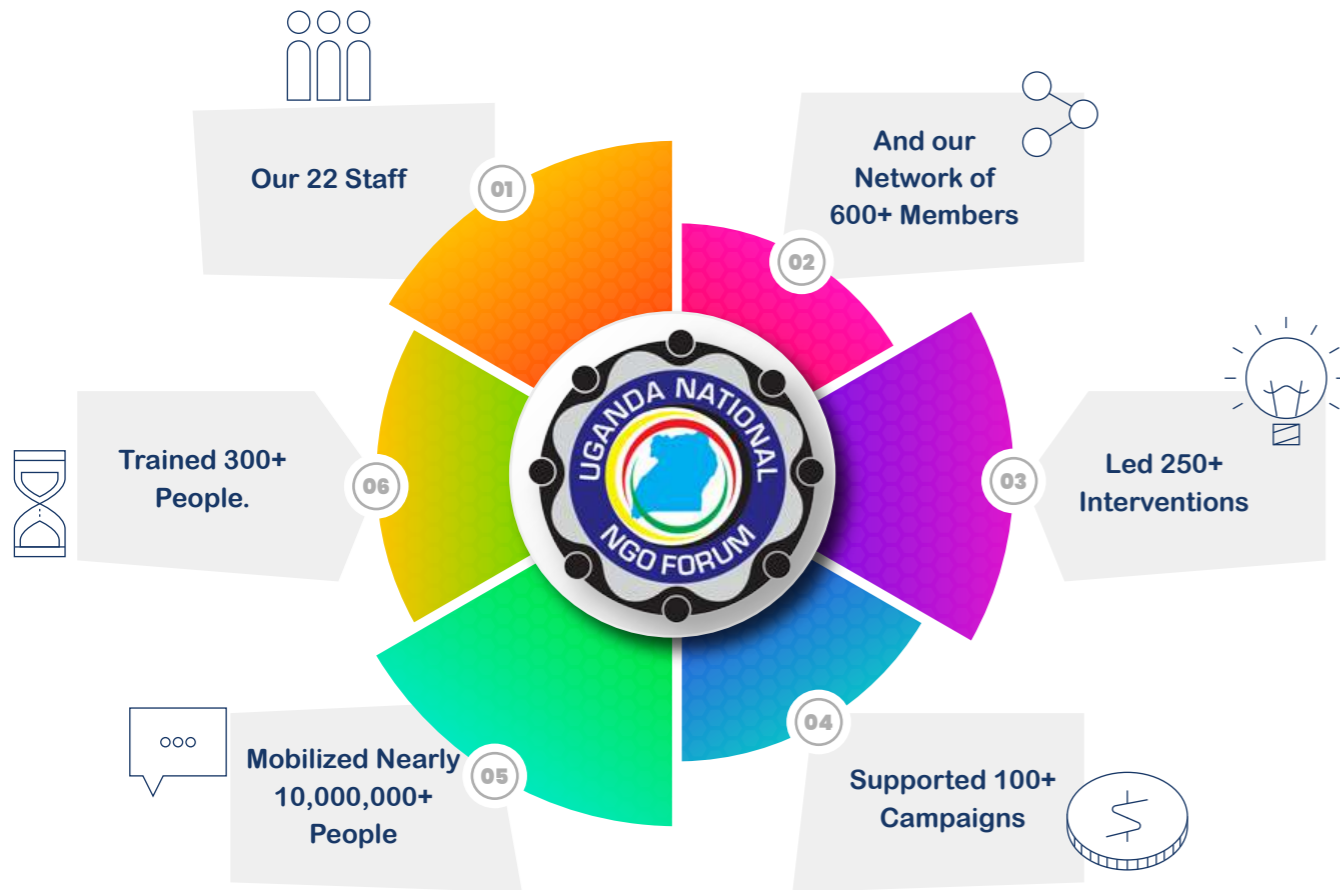 01
Our 22 Staff
02
And our
Network of
600+ Members
03
Led 250+
Interventions
04
Supported 100+
Campaigns
05
Mobilized Nearly
10,000,000+
People
06
Trained 300+
People.
UGANDA NATIONAL
NGO FORUM